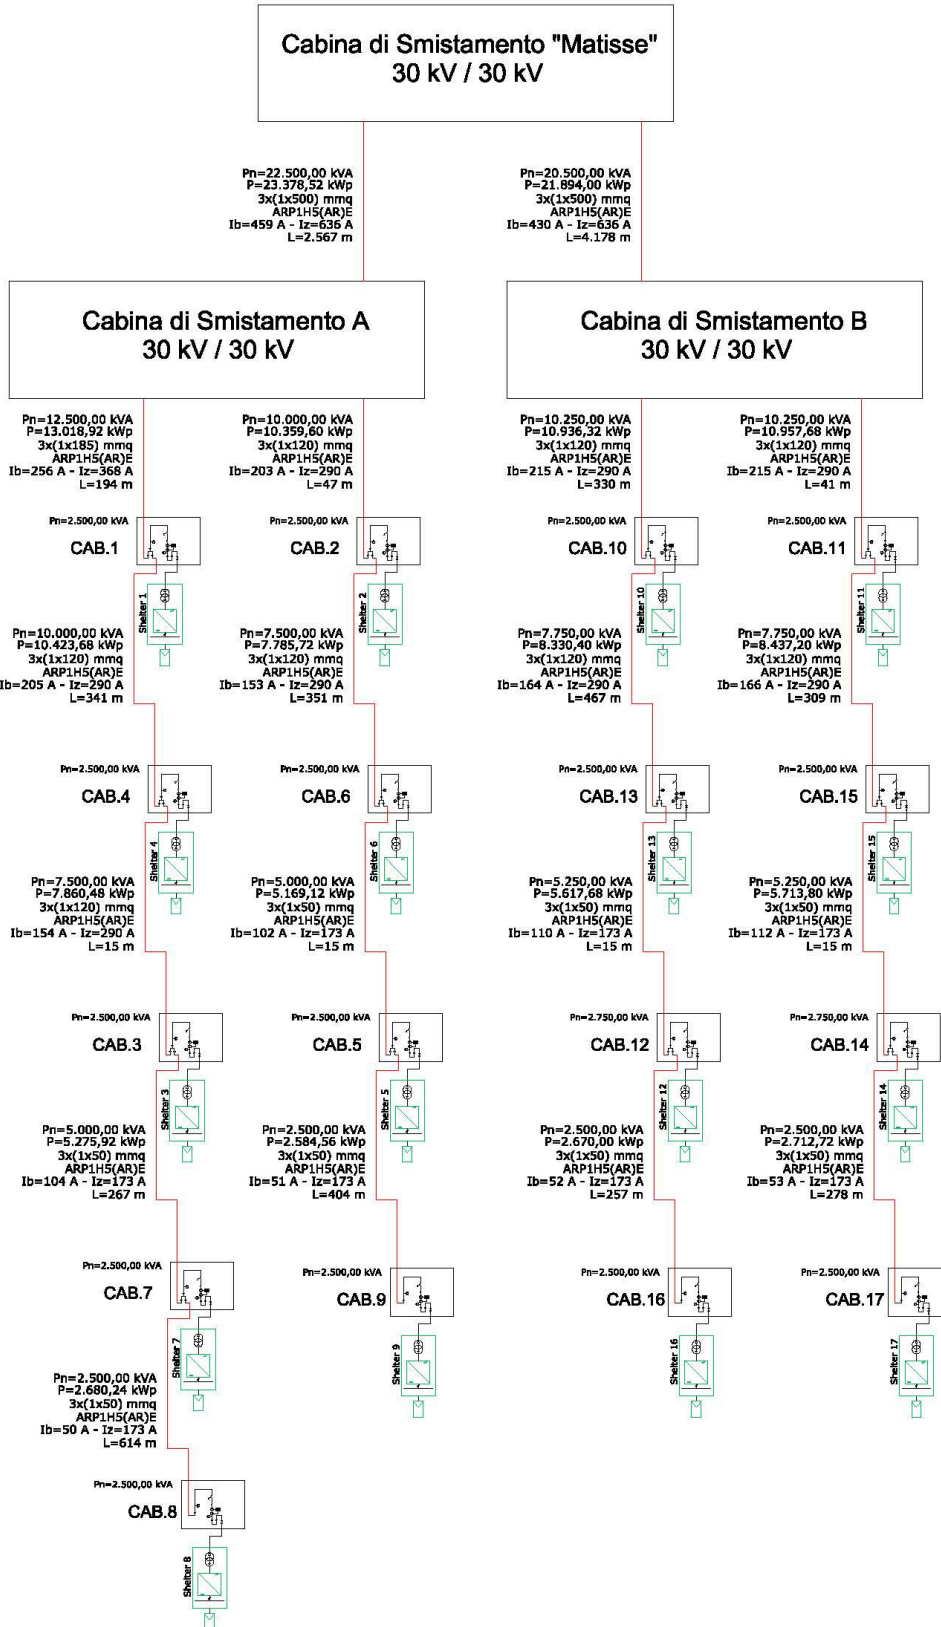 Cabina di Smistamento "Matisse"
30 kV / 30 kV
Pn=22.500,00 kVA
P=23.378,52 kWp
3x(1x500) mmq
ARP1H5(AR)E
Ib=459 A - Iz=636 A
L=2.567 m
Pn=20.500,00 kVA
P=21.894,00 kWp
3x(1x500) mmq
ARP1H5(AR)E
Ib=430 A - Iz=636 A
L=4.178 m
Cabina di Smistamento A
30 kV / 30 kV
Cabina di Smistamento B
30 kV / 30 kV
Pn=12.500,00 kVA
P=13.018,92 kWp
3x(1x185) mmq
ARP1H5(AR)E
Ib=256 A - Iz=368 A
L=194 m
Pn=10.000,00 kVA
P=10.359,60 kWp
3x(1x120) mmq
ARP1H5(AR)E
Ib=203 A - Iz=290 A
L=47 m
Pn=10.250,00 kVA
P=10.936,32 kWp
3x(1x120) mmq
ARP1H5(AR)E
Ib=215 A - Iz=290 A
L=330 m
Pn=10.250,00 kVA
P=10.957,68 kWp
3x(1x120) mmq
ARP1H5(AR)E
Ib=215 A - Iz=290 A
L=41 m
Pn=2.500,00 kVA
CAB.1
Shelter 1
Pn=2.500,00 kVA
CAB.2
Shelter 2
Pn=2.500,00 kVA
CAB.10
Shelter 10
Pn=2.500,00 kVA
CAB.11
Shelter 11
Pn=10.000,00 kVA
P=10.423,68 kWp
3x(1x120) mmq
ARP1H5(AR)E
Ib=205 A - Iz=290 A
L=341 m
Pn=7.500,00 kVA
P=7.785,72 kWp
3x(1x120) mmq
ARP1H5(AR)E
Ib=153 A - Iz=290 A
L=351 m
Pn=7.750,00 kVA
P=8.330,40 kWp
3x(1x120) mmq
ARP1H5(AR)E
Ib=164 A - Iz=290 A
L=467 m
Pn=7.750,00 kVA
P=8.437,20 kWp
3x(1x120) mmq
ARP1H5(AR)E
Ib=166 A - Iz=290 A
L=309 m
Pn=2.500,00 kVA
CAB.4
Shelter 4
Pn=2.500,00 kVA
CAB.6
Shelter 6
Pn=2.500,00 kVA
CAB.13
Shelter 13
Pn=2.500,00 kVA
CAB.15
Shelter 15
Pn=7.500,00 kVA
P=7.860,48 kWp
3x(1x120) mmq
ARP1H5(AR)E
Ib=154 A - Iz=290 A
L=15 m
Pn=5.000,00 kVA
P=5.169,12 kWp
3x(1x50) mmq
ARP1H5(AR)E
Ib=102 A - Iz=173 A
L=15 m
Pn=5.250,00 kVA
P=5.617,68 kWp
3x(1x50) mmq
ARP1H5(AR)E
Ib=110 A - Iz=173 A
L=15 m
Pn=5.250,00 kVA
P=5.713,80 kWp
3x(1x50) mmq
ARP1H5(AR)E
Ib=112 A - Iz=173 A
L=15 m
Pn=2.500,00 kVA
CAB.3
Shelter 3
Pn=2.500,00 kVA
CAB.5
Shelter 5
Pn=2.750,00 kVA
CAB.12
Shelter 12
Pn=2.750,00 kVA
CAB.14
Shelter 14
Pn=5.000,00 kVA
P=5.275,92 kWp
3x(1x50) mmq
ARP1H5(AR)E
Ib=104 A - Iz=173 A
L=267 m
Pn=2.500,00 kVA
P=2.584,56 kWp
3x(1x50) mmq
ARP1H5(AR)E
Ib=51 A - Iz=173 A
L=404 m
Pn=2.500,00 kVA
P=2.670,00 kWp
3x(1x50) mmq
ARP1H5(AR)E
Ib=52 A - Iz=173 A
L=257 m
Pn=2.500,00 kVA
P=2.712,72 kWp
3x(1x50) mmq
ARP1H5(AR)E
Ib=53 A - Iz=173 A
L=278 m
Pn=2.500,00 kVA
CAB.7
Shelter 7
Pn=2.500,00 kVA
CAB.9
Shelter 9
Pn=2.500,00 kVA
CAB.16
Shelter 16
Pn=2.500,00 kVA
CAB.17
Shelter 17
Pn=2.500,00 kVA
P=2.680,24 kWp
3x(1x50) mmq
ARP1H5(AR)E
Ib=50 A - Iz=173 A
L=614 m
Pn=2.500,00 kVA
CAB.8
Shelter 8